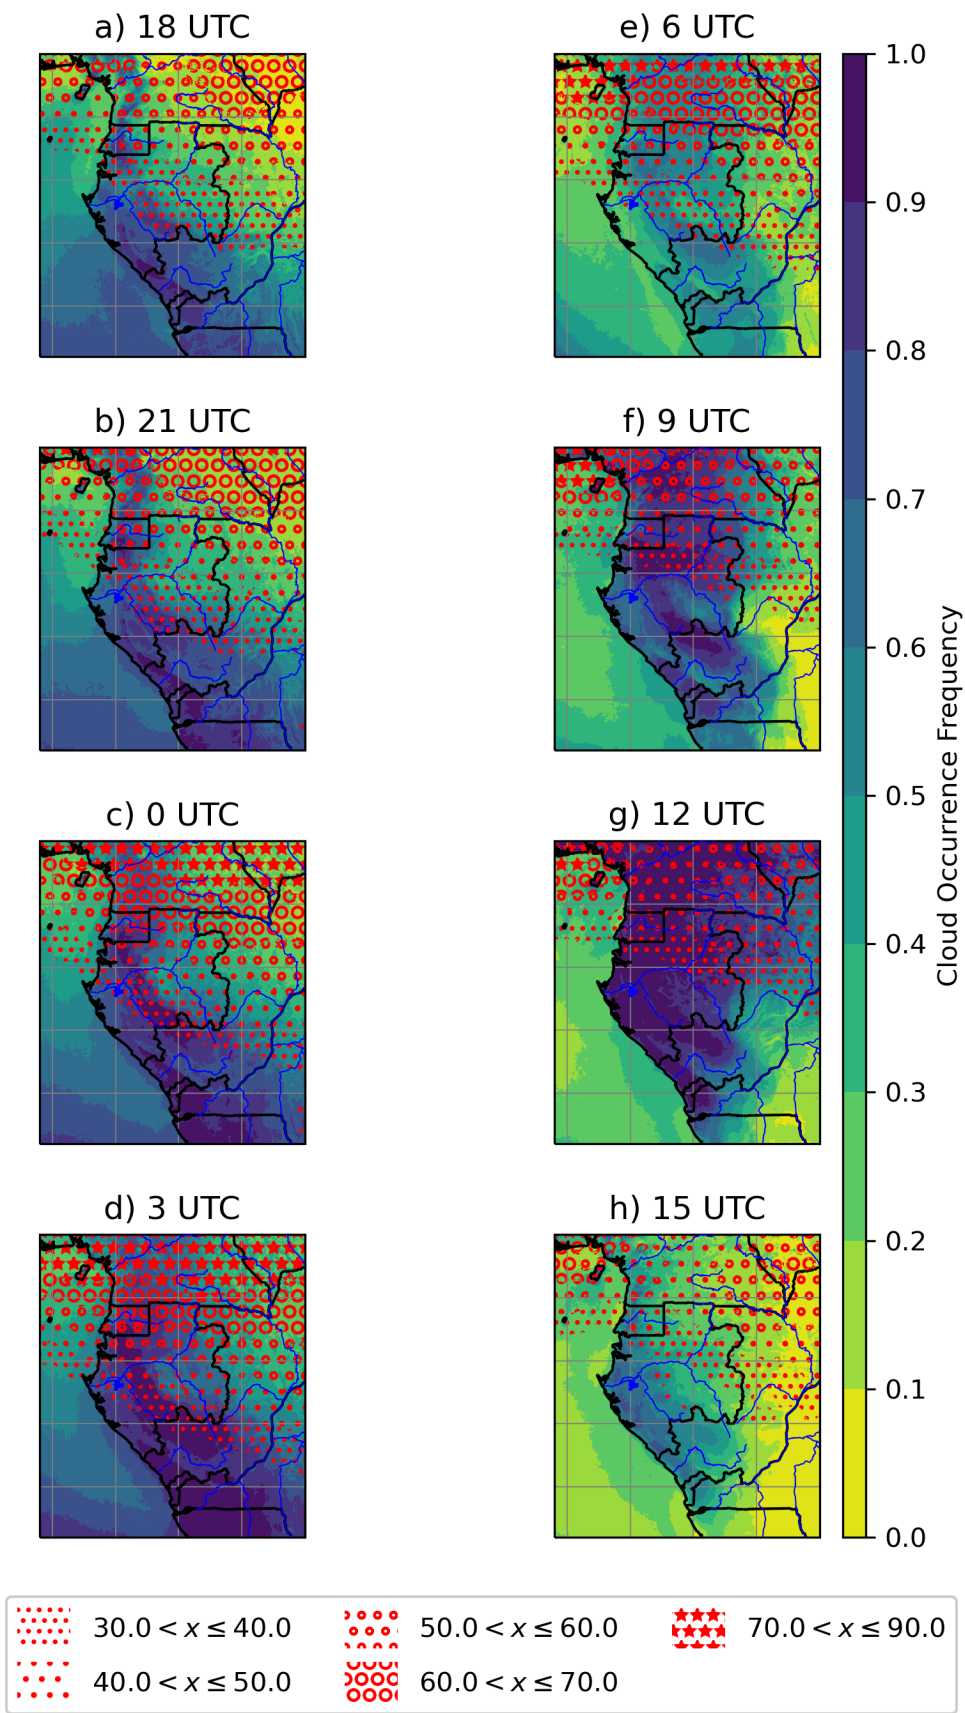 a) 18 UTC
e) 6 UTC
b) 21 UTC
f) 9 UTC
c) 0 UTC
g) 12 UTC
d) 3 UTC
h) 15 UTC
1.0
0.9
0.8
0.7
0.6
0.5
0.4
0.3
0.2
0.1
0.0
Cloud Occurrence Frequency
30.0 < x ≤ 40.0
40.0 < x ≤ 50.0
50.0 < x ≤ 60.0
60.0 < x ≤ 70.0
70.0 < x ≤ 90.0